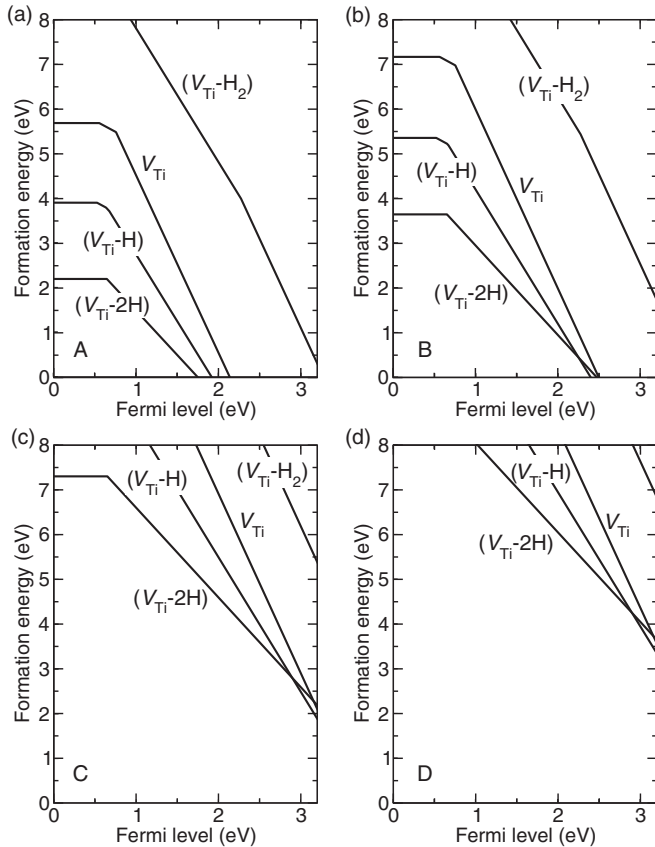 (a)
8
7
6
5
4
3
2
1
0
Formation energy (eV)
(V_Ti-H_2)
V_Ti
(V_Ti-H)
(V_Ti-2H)
A
0 1 2 3
Fermi level (eV)
(b)
8
7
6
5
4
3
2
1
0
Formation energy (eV)
(V_Ti-H_2)
(V_Ti-H)
V_Ti
(V_Ti-2H)
B
0 1 2 3
Fermi level (eV)
(c)
8
7
6
5
4
3
2
1
0
Formation energy (eV)
(V_Ti-H)
(V_Ti-H_2)
V_Ti
(V_Ti-2H)
C
0 1 2 3
Fermi level (eV)
(d)
8
7
6
5
4
3
2
1
0
Formation energy (eV)
(V_Ti-H)
V_Ti
(V_Ti-2H)
D
0 1 2 3
Fermi level (eV)